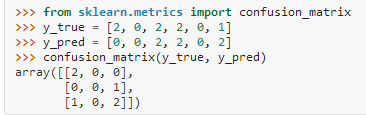 >>> from sklearn.metrics import confusion_matrix
>>> y_true = [2, 0, 2, 2, 0, 1]
>>> y_pred = [0, 0, 2, 2, 0, 2]
>>> confusion_matrix(y_true, y_pred)
array([[2, 0, 0],
       [0, 0, 1],
       [1, 0, 2]])